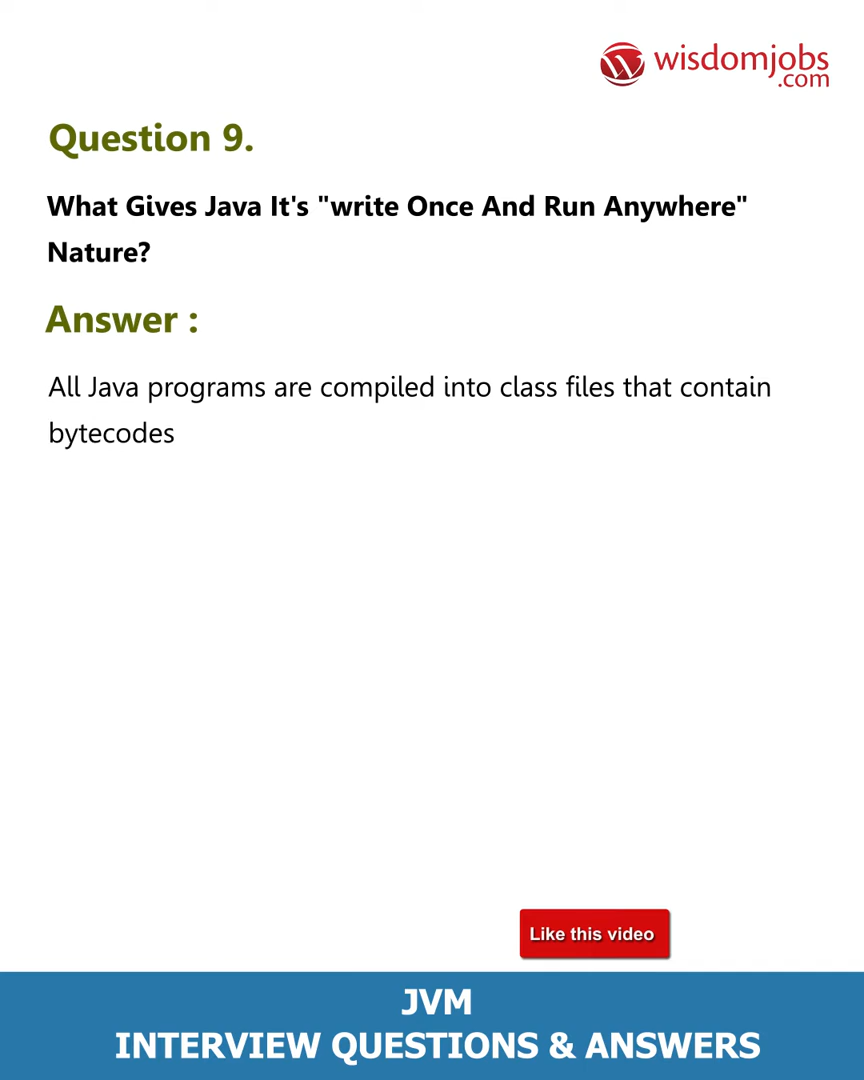 wisdomjobs
.com
Question 9.
What Gives Java It's "write Once And Run Anywhere"
Nature?
Answer :
All Java programs are compiled into class files that contain
bytecodes
Like this video
JVM
INTERVIEW QUESTIONS & ANSWERS